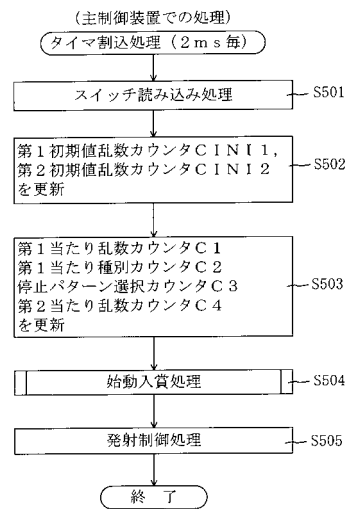 (主制御装置での処理)
タイマ割込処理(2ms毎)
スイッチ読み込み処理
S501
第1初期値乱数カウンタCINI1,
第2初期値乱数カウンタCINI2
を更新
S502
第1当たり乱数カウンタC1
第1当たり種別カウンタC2
停止パターン選択カウンタC3
第2当たり乱数カウンタC4
を更新
S503
始動入賞処理
S504
発射制御処理
S505
終 了